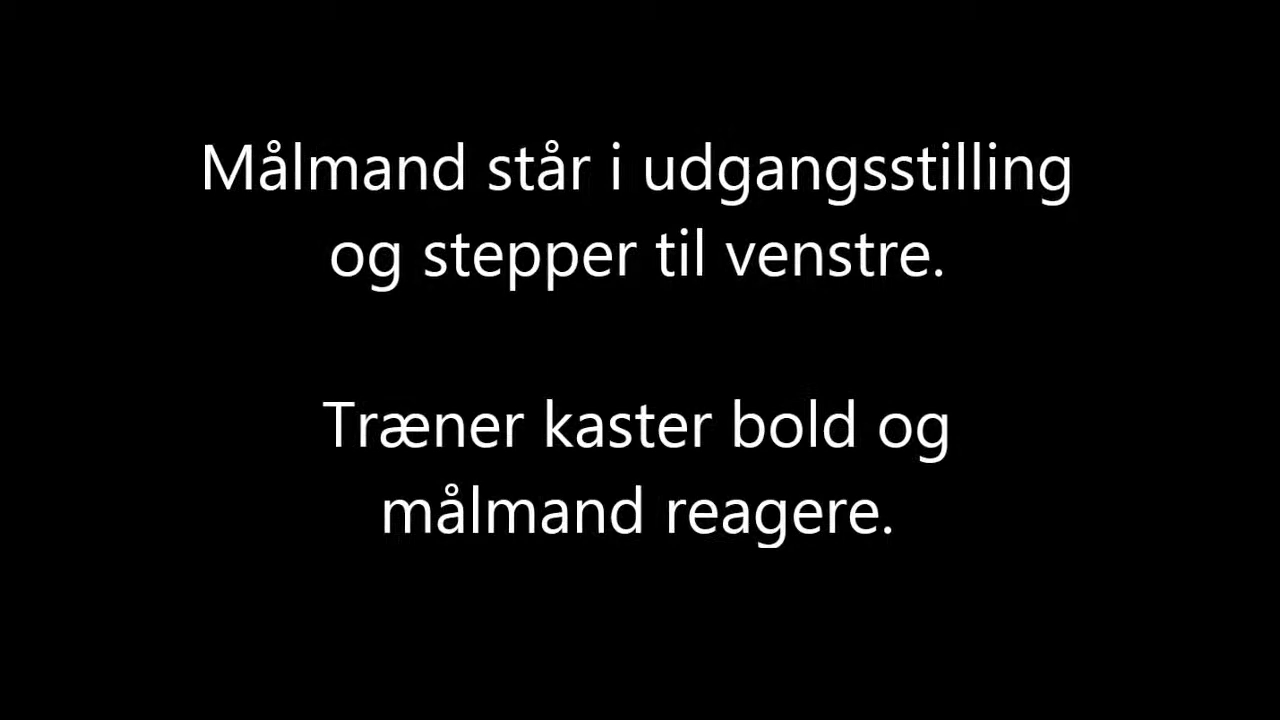 Målmand står i udgangsstilling
og stepper til venstre.
Træner kaster bold og
målmand reagere.